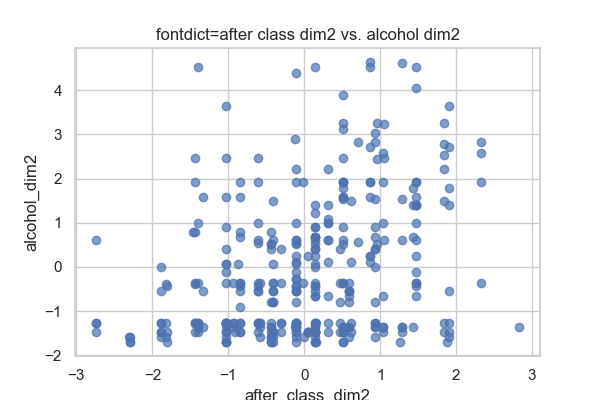 fontdict=after class dim2 vs. alcohol dim2
4
3
2
1
0
−1
−2
alcohol_dim2
−3 −2 −1 0 1 2 3
after_class_dim2